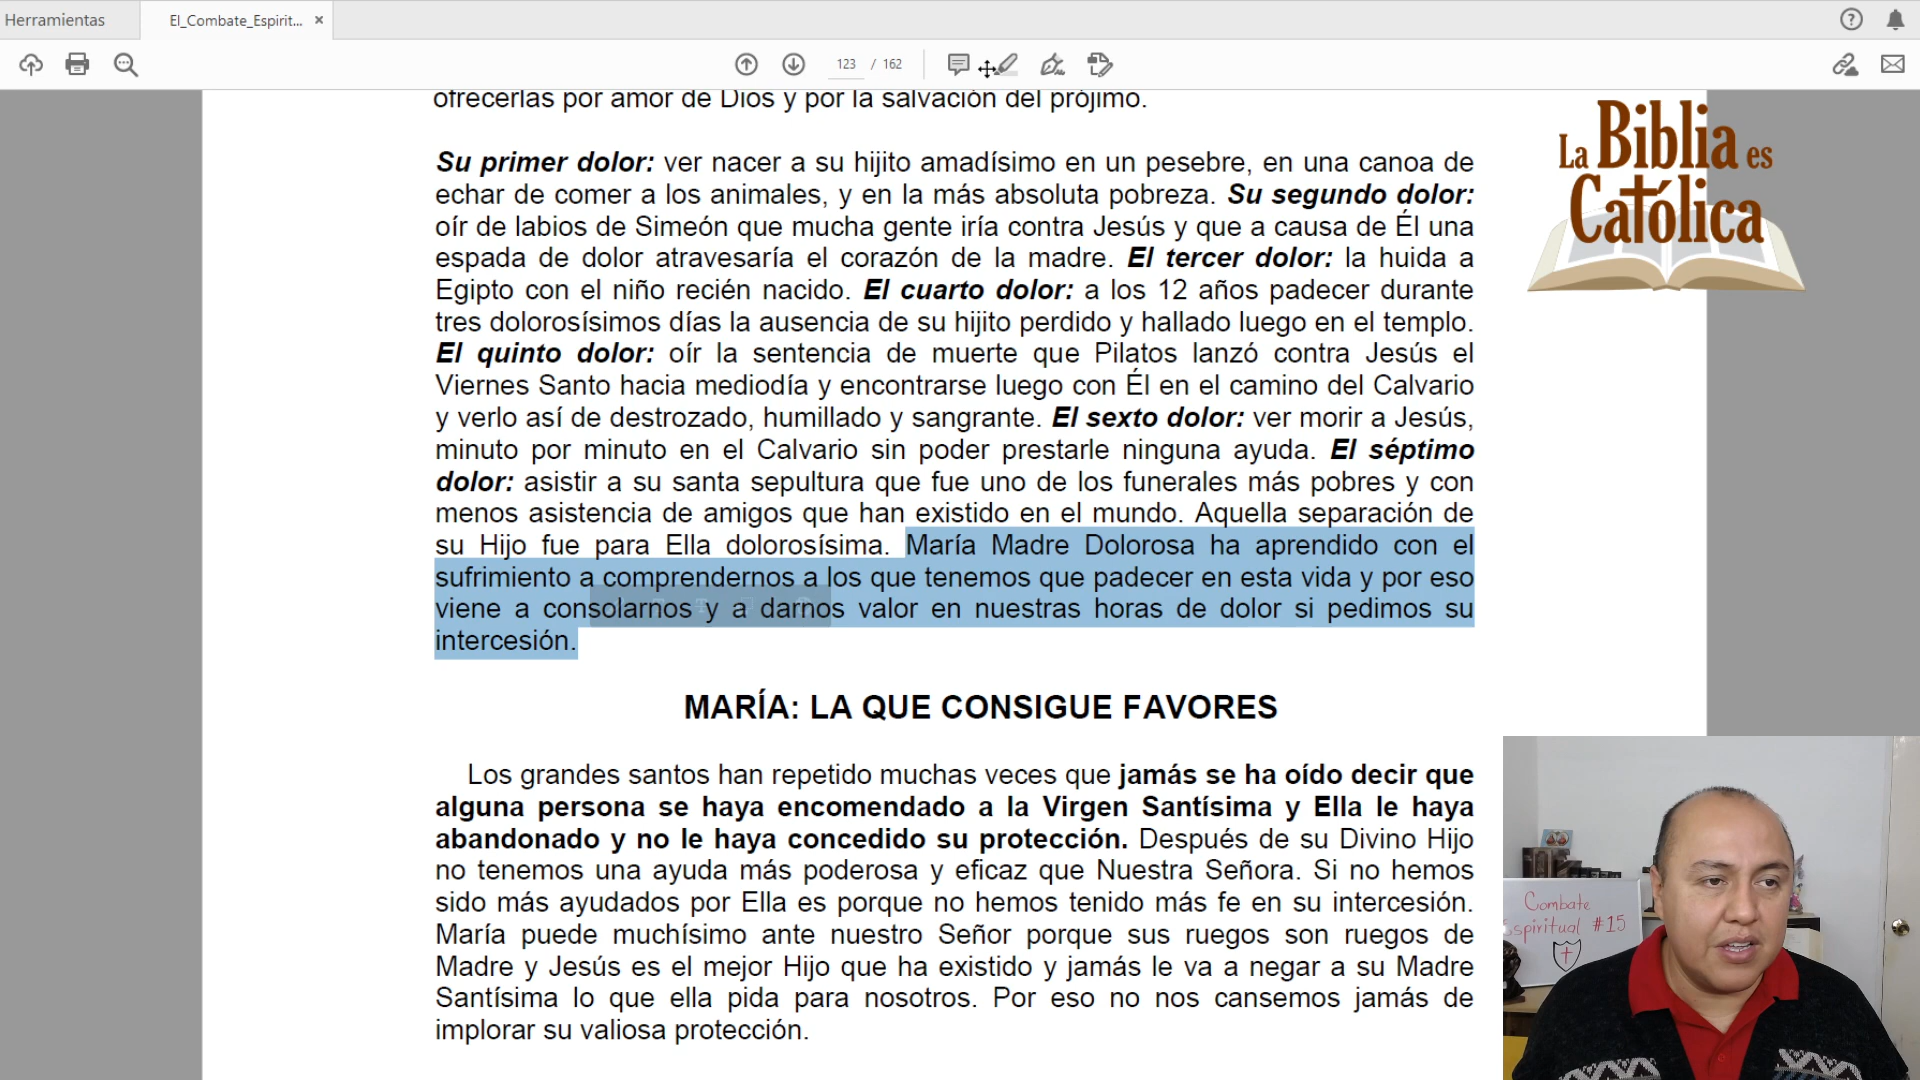 Herramientas
El_Combate_Espirit...
123 / 162
ofrecerlas por amor de Dios y por la salvación del prójimo.
Su primer dolor: ver nacer a su hijito amadísimo en un pesebre, en una canoa de
echar de comer a los animales, y en la más absoluta pobreza. Su segundo dolor:
oír de labios de Simeón que mucha gente iría contra Jesús y que a causa de Él una
espada de dolor atravesaría el corazón de la madre. El tercer dolor: la huida a
Egipto con el niño recién nacido. El cuarto dolor: a los 12 años padecer durante
tres dolorosísimos días la ausencia de su hijito perdido y hallado luego en el templo.
El quinto dolor: oír la sentencia de muerte que Pilatos lanzó contra Jesús el
Viernes Santo hacia mediodía y encontrarse luego con Él en el camino del Calvario
y verlo así de destrozado, humillado y sangrante. El sexto dolor: ver morir a Jesús,
minuto por minuto en el Calvario sin poder prestarle ninguna ayuda. El séptimo
dolor: asistir a su santa sepultura que fue uno de los funerales más pobres y con
menos asistencia de amigos que han existido en el mundo. Aquella separación de
su Hijo fue para Ella dolorosísima. María Madre Dolorosa ha aprendido con el
sufrimiento a comprendernos a los que tenemos que padecer en esta vida y por eso
viene a consolarnos y a darnos valor en nuestras horas de dolor si pedimos su
intercesión.
MARÍA: LA QUE CONSIGUE FAVORES
Los grandes santos han repetido muchas veces que jamás se ha oído decir que
alguna persona se haya encomendado a la Virgen Santísima y Ella le haya
abandonado y no le haya concedido su protección. Después de su Divino Hijo
no tenemos una ayuda más poderosa y eficaz que Nuestra Señora. Si no hemos
sido más ayudados por Ella es porque no hemos tenido más fe en su intercesión.
María puede muchísimo ante nuestro Señor porque sus ruegos son ruegos de
Madre y Jesús es el mejor Hijo que ha existido y jamás le va a negar a su Madre
Santísima lo que ella pida para nosotros. Por eso no nos cansemos jamás de
implorar su valiosa protección.
La Biblia es
Católica
Combate
Espiritual #15